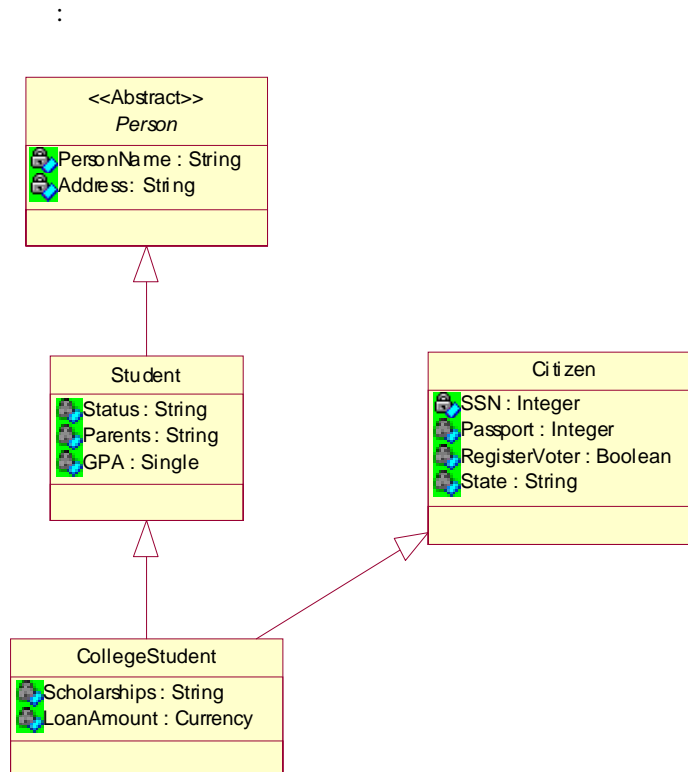 :
<<Abstract>>
Person
PersonName : String
Address : String
Student
Status : String
Parents : String
GPA : Single
Citizen
SSN : Integer
Passport : Integer
RegisterVoter : Boolean
State : String
CollegeStudent
Scholarships : String
LoanAmount : Currency